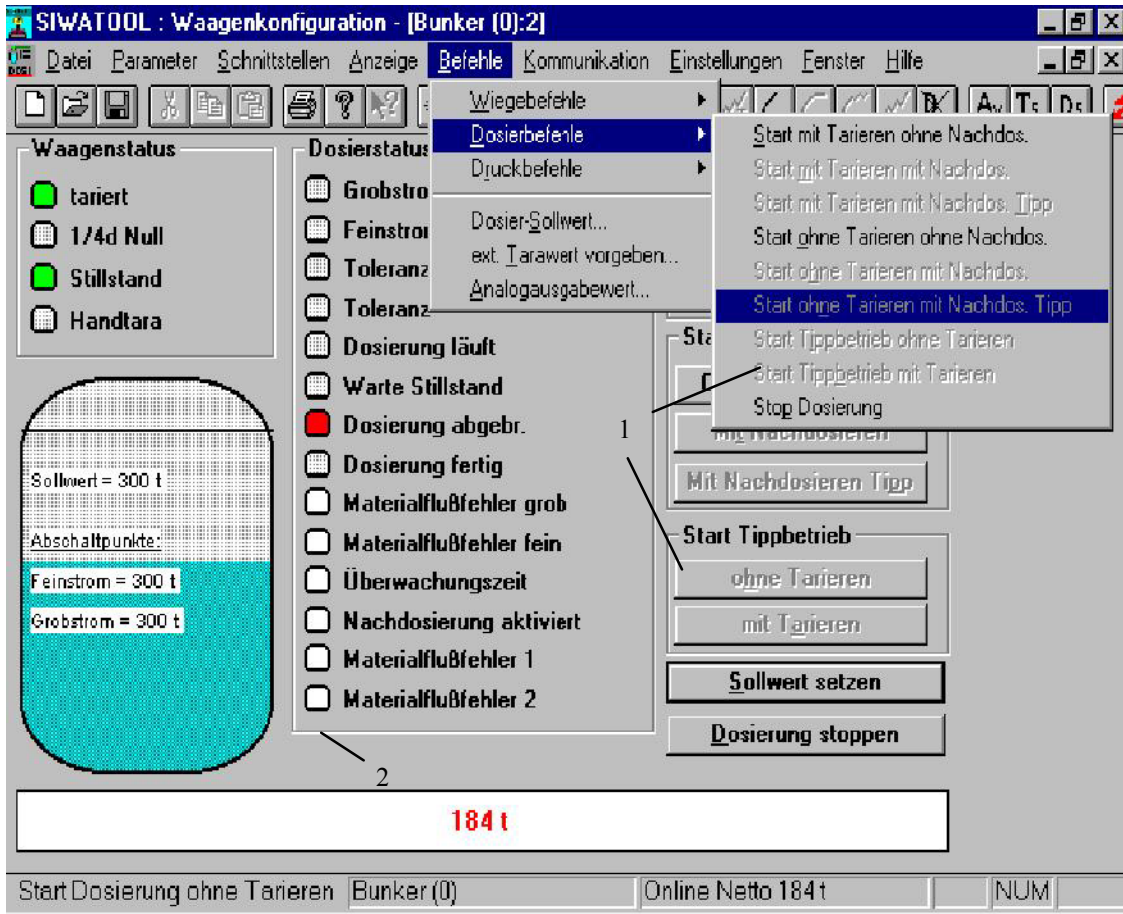 SIWATOOL : Waagenkonfiguration - [Bunker (0):2]
Datei Parameter Schnittstellen Anzeige Befehle Kommunikation Einstellungen Fenster Hilfe
Wiegebefehle
Dosierbefehle
Druckbefehle
Dosier-Sollwert...
ext. Tarawert vorgeben...
Analogausgabewert...
Start mit Tarieren ohne Nachdos.
Start mit Tarieren mit Nachdos.
Start mit Tarieren mit Nachdos. Tipp
Start ohne Tarieren ohne Nachdos.
Start ohne Tarieren mit Nachdos.
Start ohne Tarieren mit Nachdos. Tipp
Start Tippbetrieb ohne Tarieren
Start Tippbetrieb mit Tarieren
Stop Dosierung
Waagenstatus
tariert
1/4d Null
Stillstand
Handtara
Dosierstatus
Grobstro
Feinstror
Toleranz
Toleranz
Dosierung läuft
Warte Stillstand
Dosierung abgebr.
Dosierung fertig
Materialflußfehler grob
Materialflußfehler fein
Überwachungszeit
Nachdosierung aktiviert
Materialflußfehler 1
Materialflußfehler 2
Sollwert = 300 t
Abschaltpunkte:
Feinstrom = 300 t
Grobstrom = 300 t
1
2
Mit Nachdosieren
Mit Nachdosieren Tipp
Start Tippbetrieb
ohne Tarieren
mit Tarieren
Sollwert setzen
Dosierung stoppen
184 t
Start Dosierung ohne Tarieren Bunker (0) Online Netto 184 t NUM